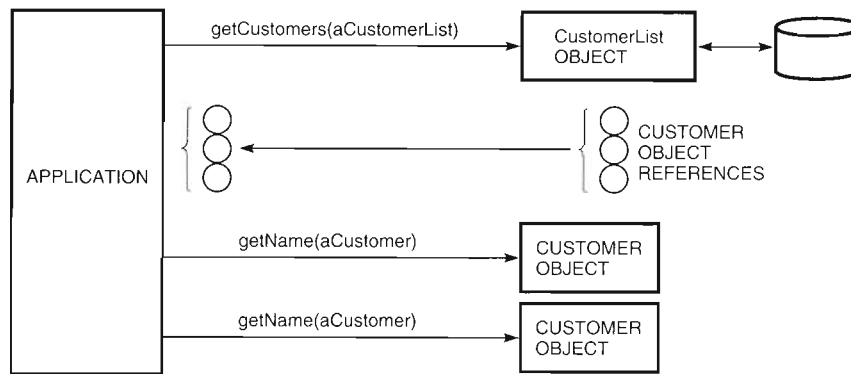 getCustomers(aCustomerList)
CustomerList
OBJECT
APPLICATION
CUSTOMER
OBJECT
REFERENCES
getName(aCustomer)
CUSTOMER
OBJECT
getName(aCustomer)
CUSTOMER
OBJECT